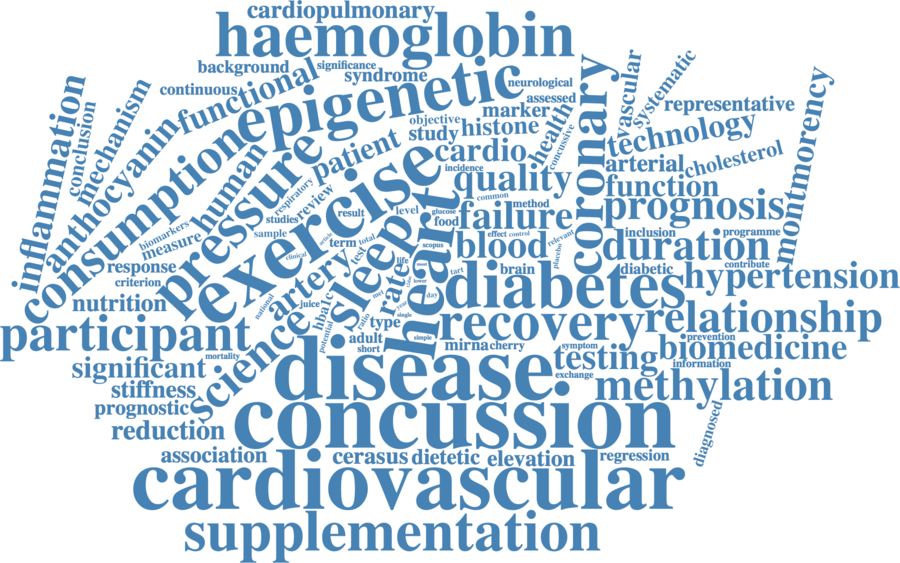 cardiopulmonary
haemoglobin
background
significance
syndrome
continuous
functional
epigenetic
neurological
assessed
marker
objective
study
histone
health
concussive
coronary
vascular
systematic
representative
technology
montmorency
inflammation
conclusion
mechanism
anthocyanin
consumption
human
pressure
patient
exercise
cardio
incidence
quality
arterial
cholesterol
function
prognosis
biomarkers
measure
respiratory
review
studies
result
sample
level
glucose
food
common
method
failure
effect
control
relevant
placebo
inclusion
programme
duration
response
criterion
nutrition
clinical
article
term
total
test
artery
sleep
t
heart
scopus
blood
brain
tart
diabetes
diabetic
contribute
hypertension
national
juice
hba1c
potential
rate
life
lower
day
may
ratio
type
single
simple
adult
short
participant
science
mortality
significant
stiffness
prognostic
reduction
association
recovery
relationship
mirna
cherry
symptom
prevention
testing
biomedicine
information
exchange
methylation
disease
concussion
diagnosed
cerasus
dietetic
elevation
regression
cardiovascular
supplementation